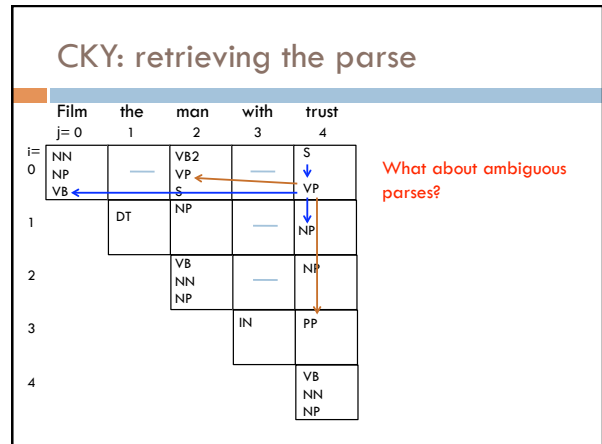 CKY: retrieving the parse
Film the man with trust
j= 0 1 2 3 4
i=
0
NN
NP
VB
VB2
VP
S
S
VP
What about ambiguous
parses?
1
DT
NP
NP
2
VB
NN
NP
NP
3
IN
PP
4
VB
NN
NP